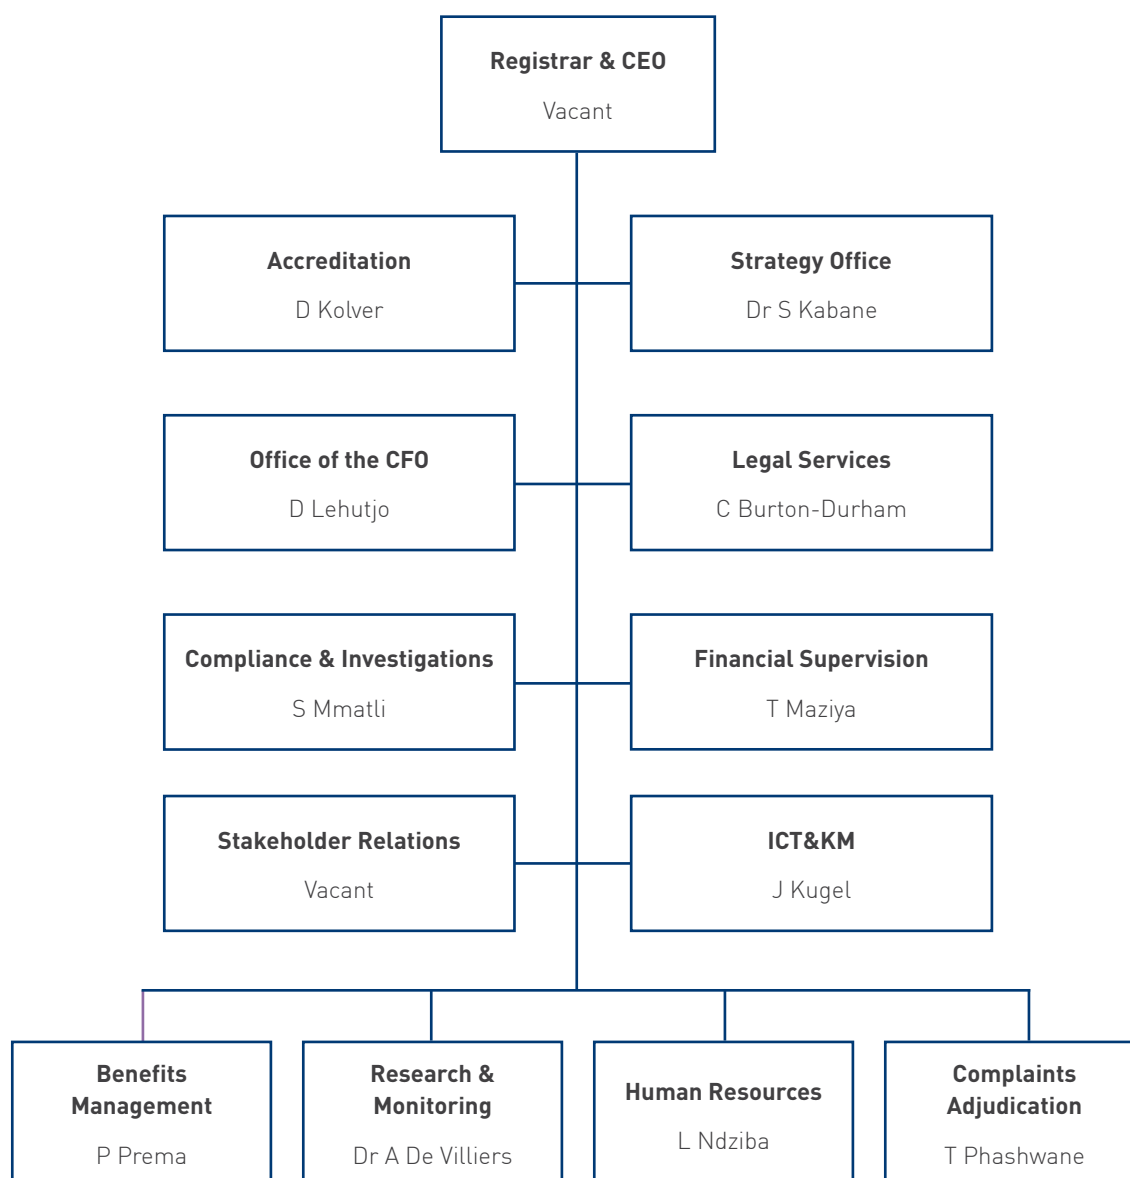 Registrar & CEO
Vacant
Accreditation
D Kolver
Strategy Office
Dr S Kabane
Office of the CFO
D Lehutjo
Legal Services
C Burton-Durham
Compliance & Investigations
S Mmatli
Financial Supervision
T Maziya
Stakeholder Relations
Vacant
ICT&KM
J Kugel
Benefits
Management
P Prema
Research &
Monitoring
Dr A De Villiers
Human Resources
L Ndziba
Complaints
Adjudication
T Phashwane